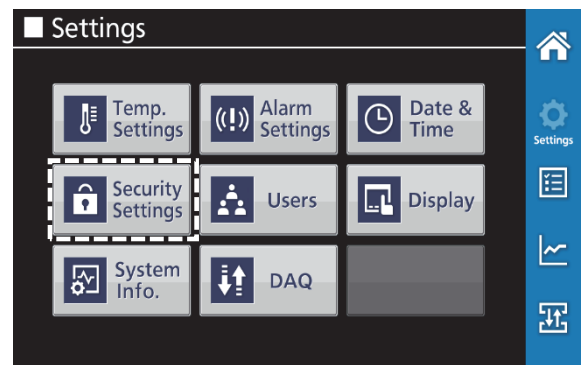 Settings
Temp.
Settings
Alarm
Settings
Date &
Time
Settings
Security
Settings
Users
Display
System
Info.
DAQ